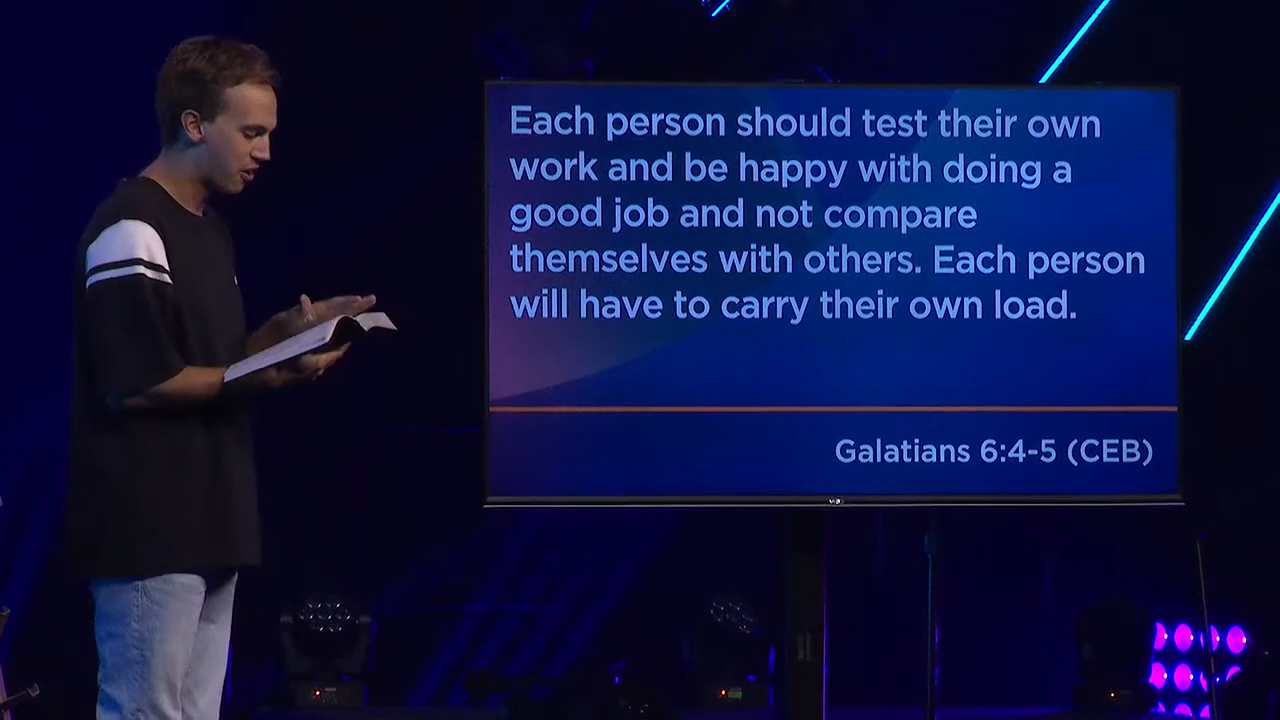 Each person should test their own
work and be happy with doing a
good job and not compare
themselves with others. Each person
will have to carry their own load.
Galatians 6:4-5 (CEB)